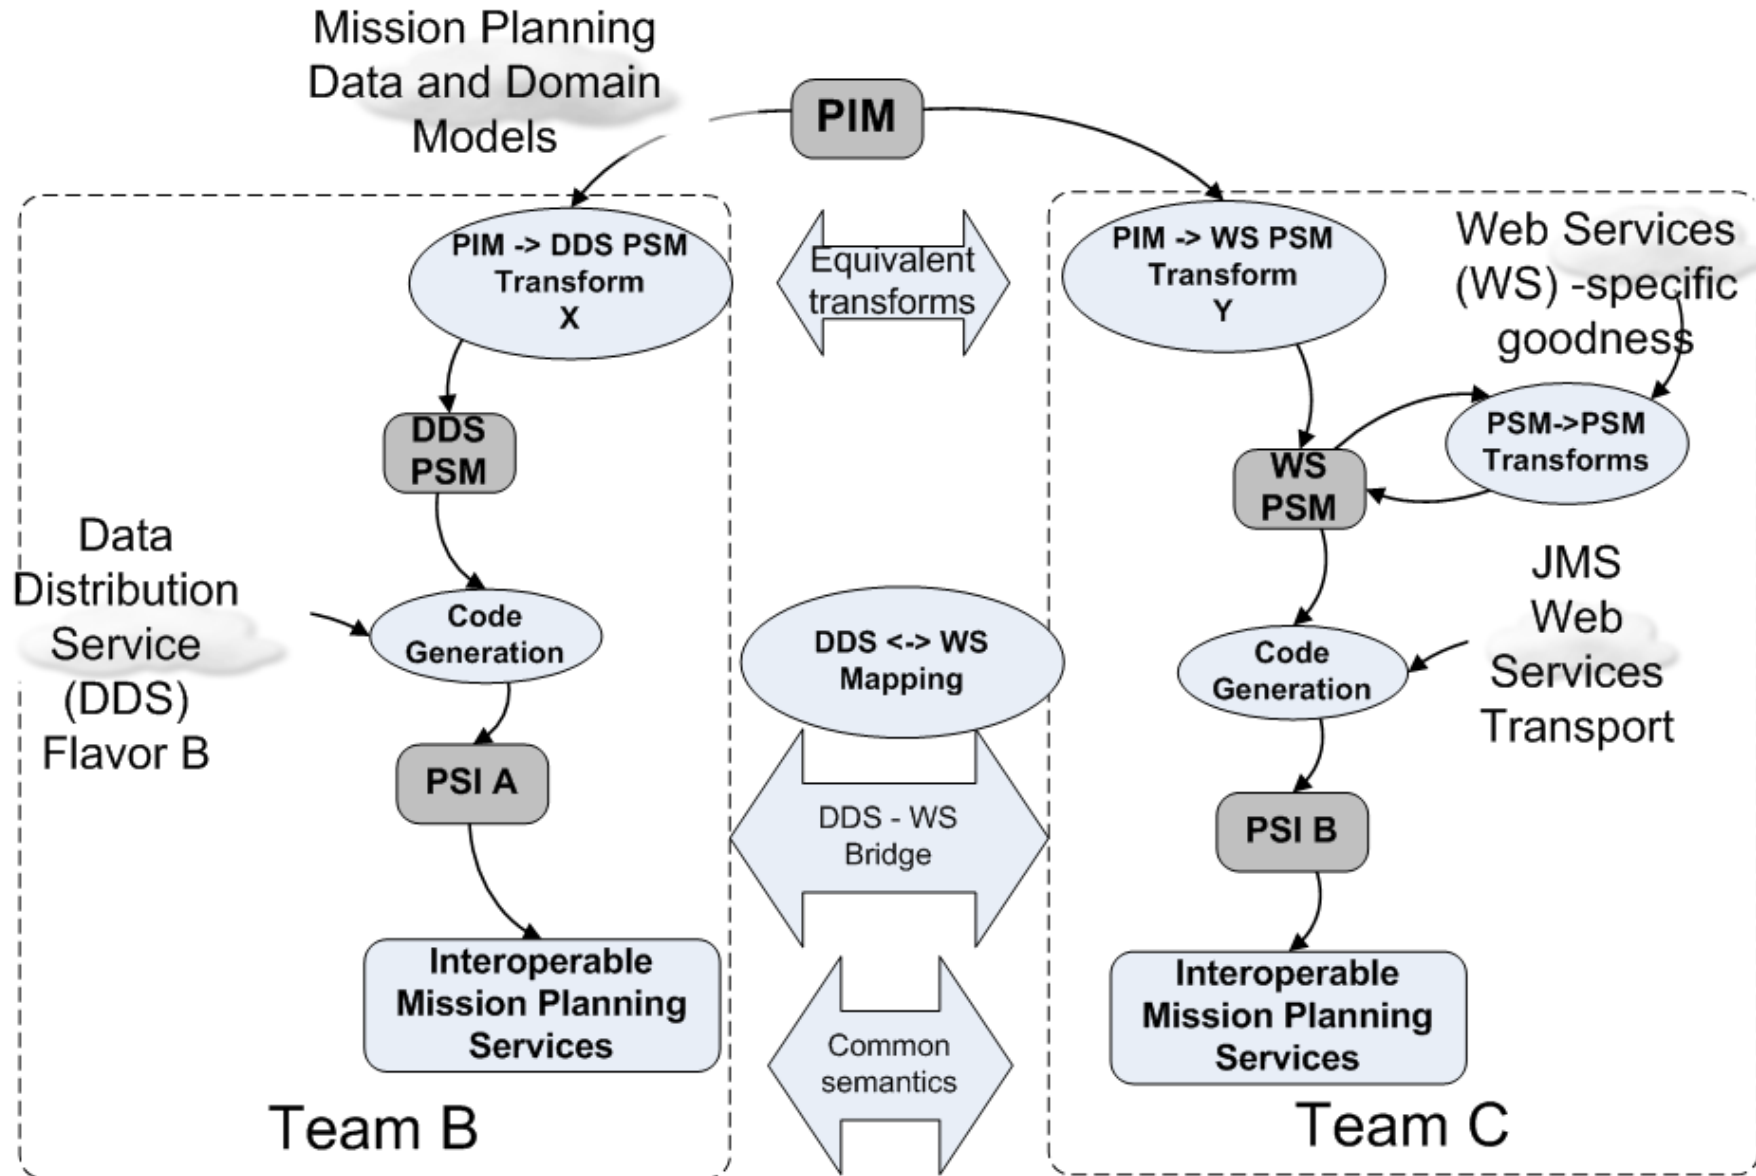 Mission Planning
Data and Domain
Models
PIM
PIM -> DDS PSM
Transform
X
Equivalent
transforms
PIM -> WS PSM
Transform
Y
Web Services
(WS) -specific
goodness
DDS
PSM
WS
PSM
PSM->PSM
Transforms
Data
Distribution
Service
(DDS)
Flavor B
Code
Generation
DDS <-> WS
Mapping
Code
Generation
JMS
Web
Services
Transport
PSI A
DDS - WS
Bridge
PSI B
Interoperable
Mission Planning
Services
Common
semantics
Interoperable
Mission Planning
Services
Team B
Team C